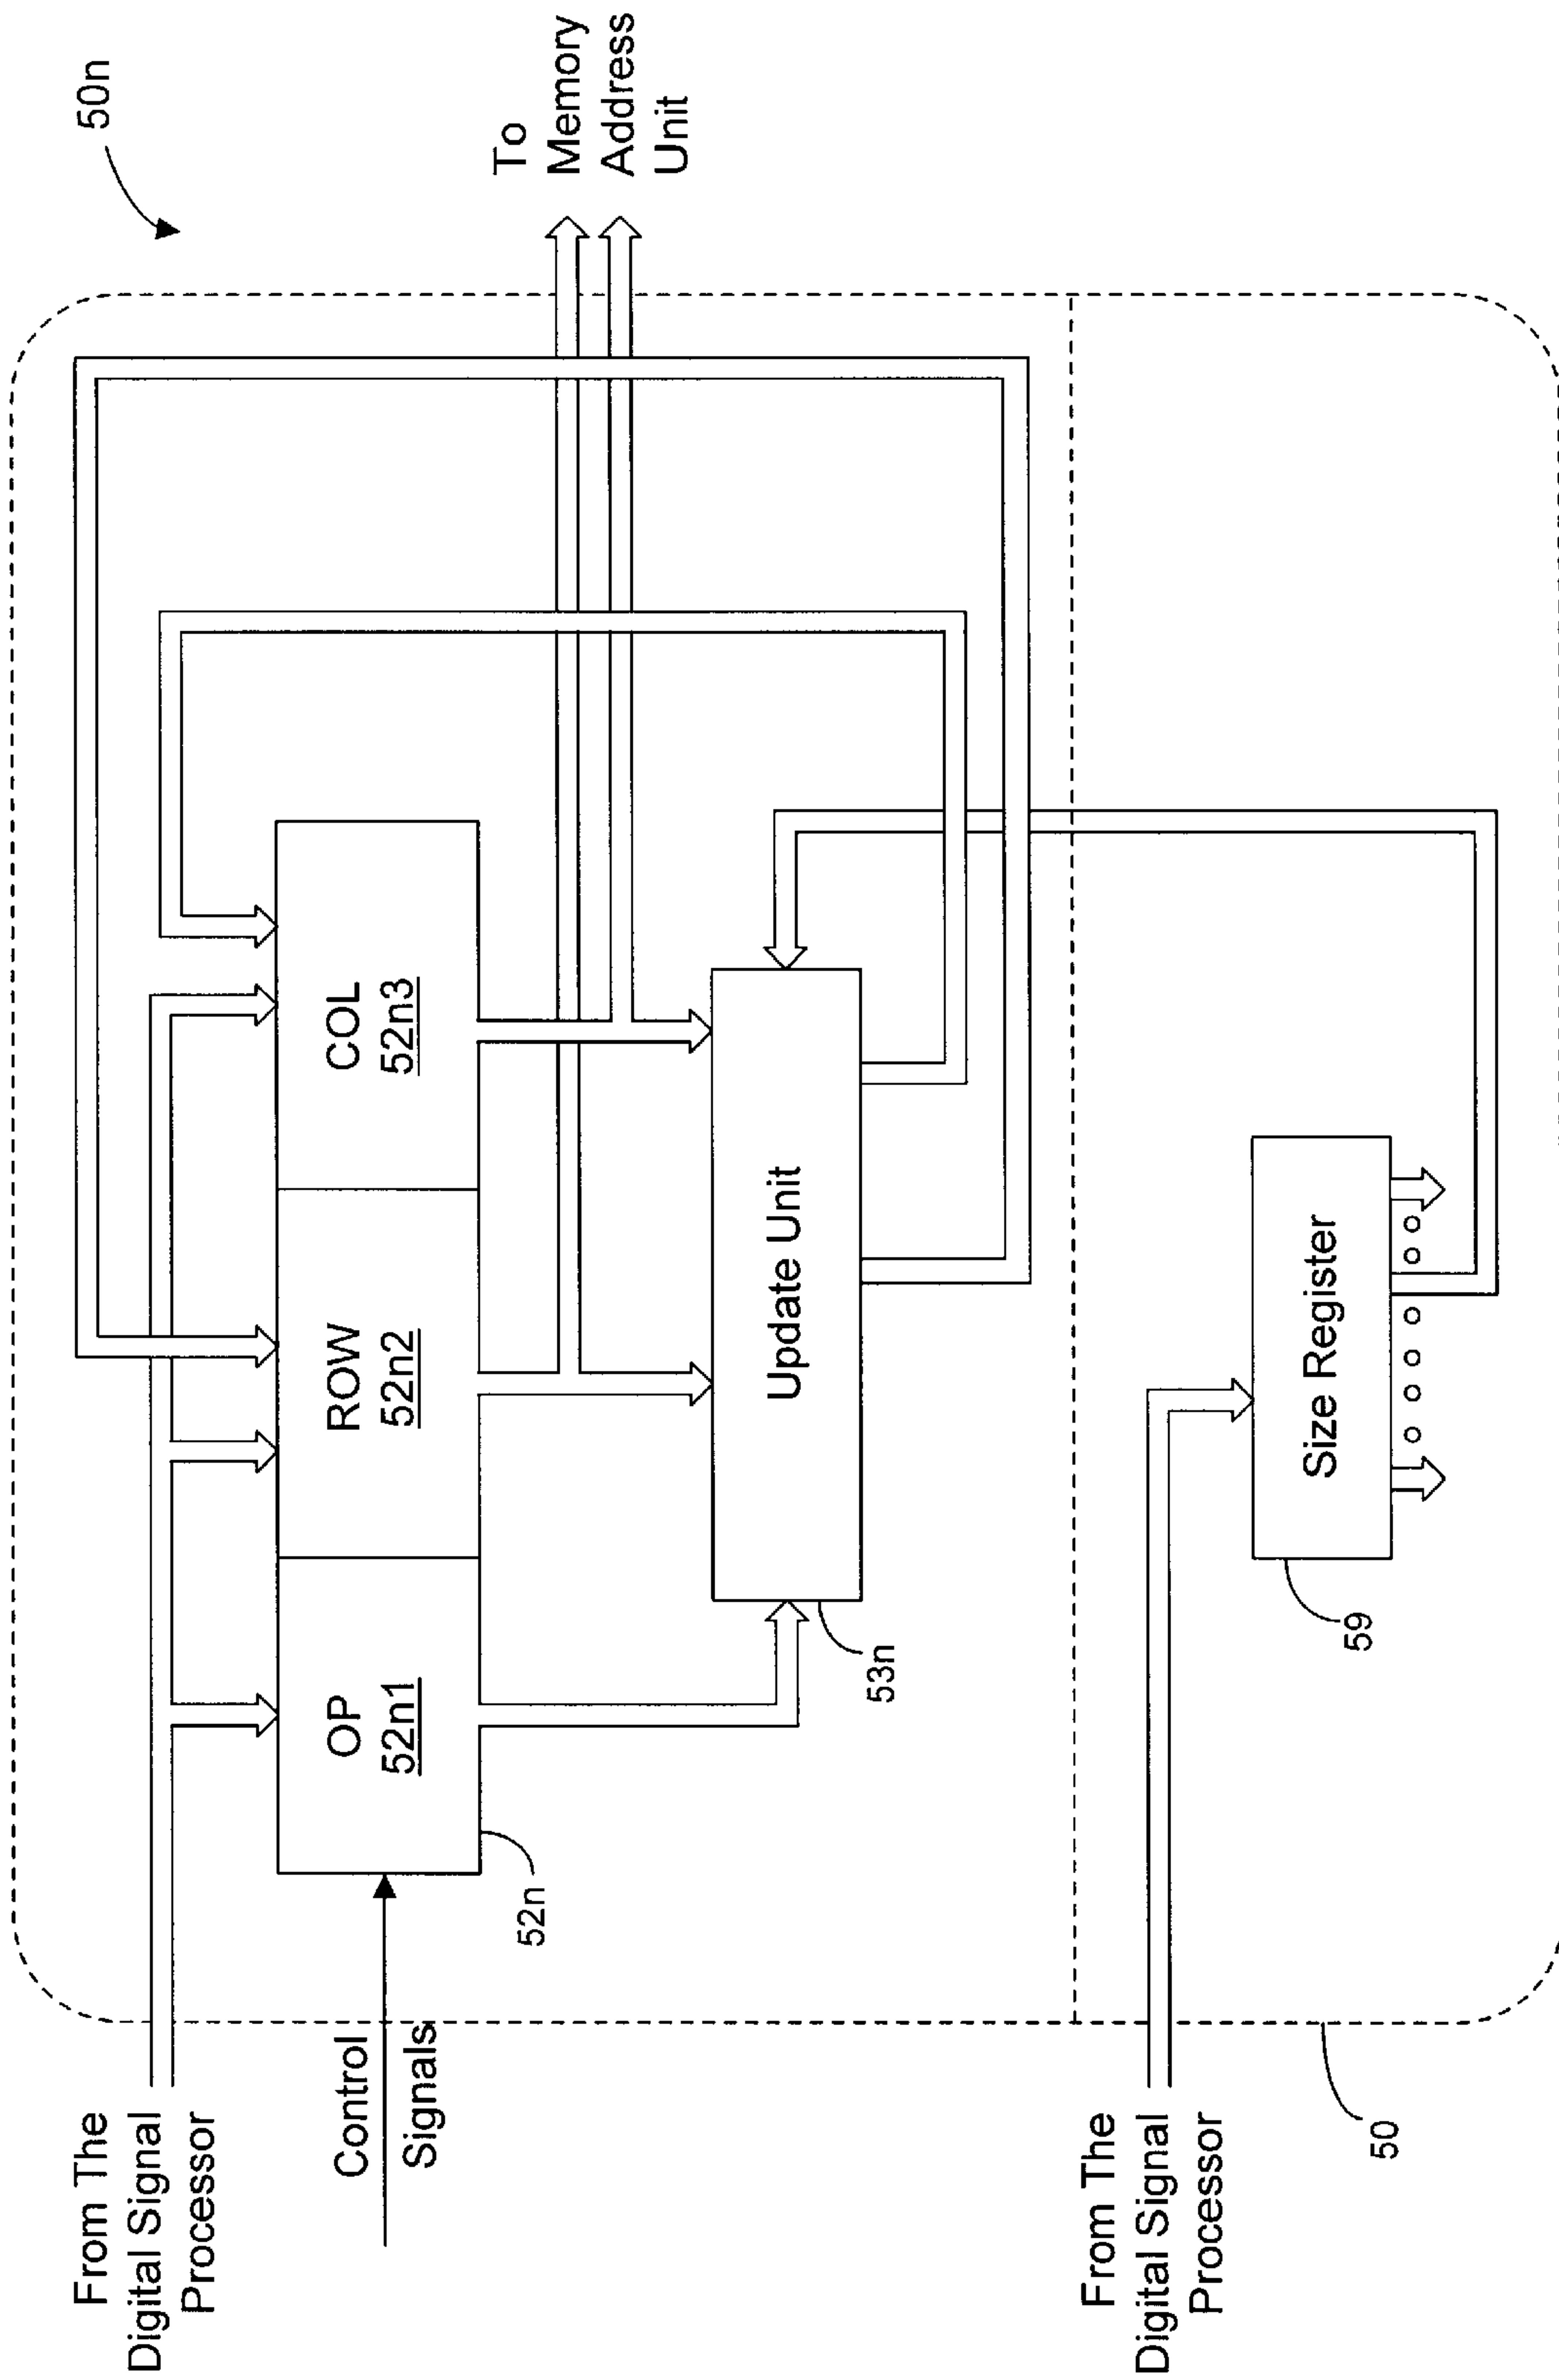 50n
From The
Digital Signal
Processor
Control
Signals
OP
52n1
ROW
52n2
COL
52n3
52n
To
Memory
Address
Unit
Update Unit
53n
From The
Digital Signal
Processor
Size Register
59
50